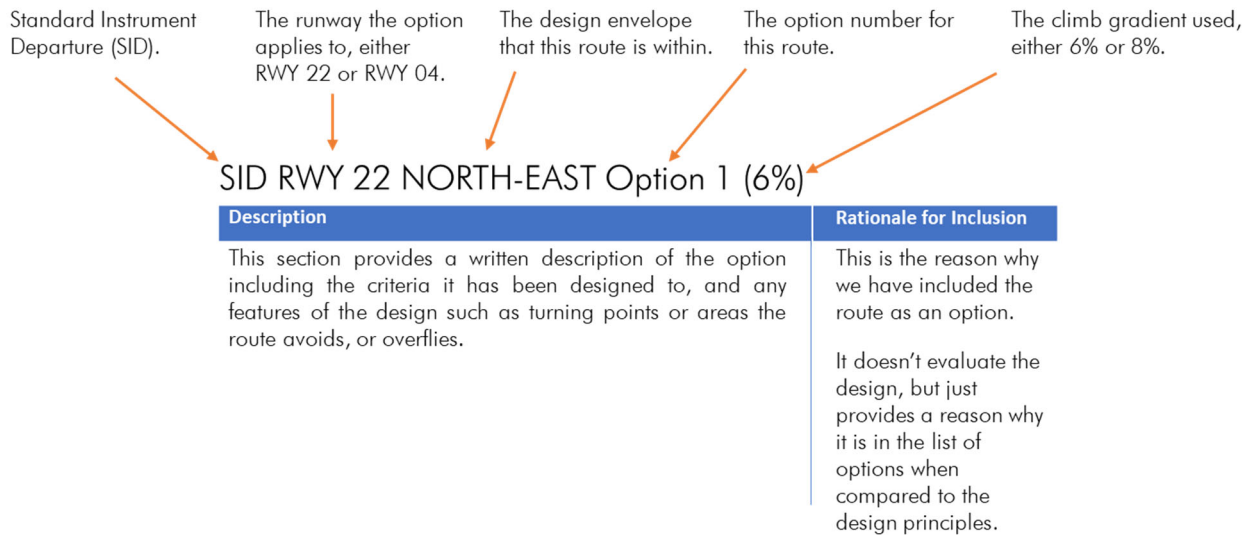 Standard Instrument
Departure (SID).
The runway the option
applies to, either
RWY 22 or RWY 04.
The design envelope
that this route is within.
The option number for
this route.
The climb gradient used,
either 6% or 8%.
SID RWY 22 NORTH-EAST Option 1 (6%)
Description
This section provides a written description of the option
including the criteria it has been designed to, and any
features of the design such as turning points or areas the
route avoids, or overflies.
Rationale for Inclusion
This is the reason why
we have included the
route as an option.
It doesn’t evaluate the
design, but just
provides a reason why
it is in the list of
options when
compared to the
design principles.